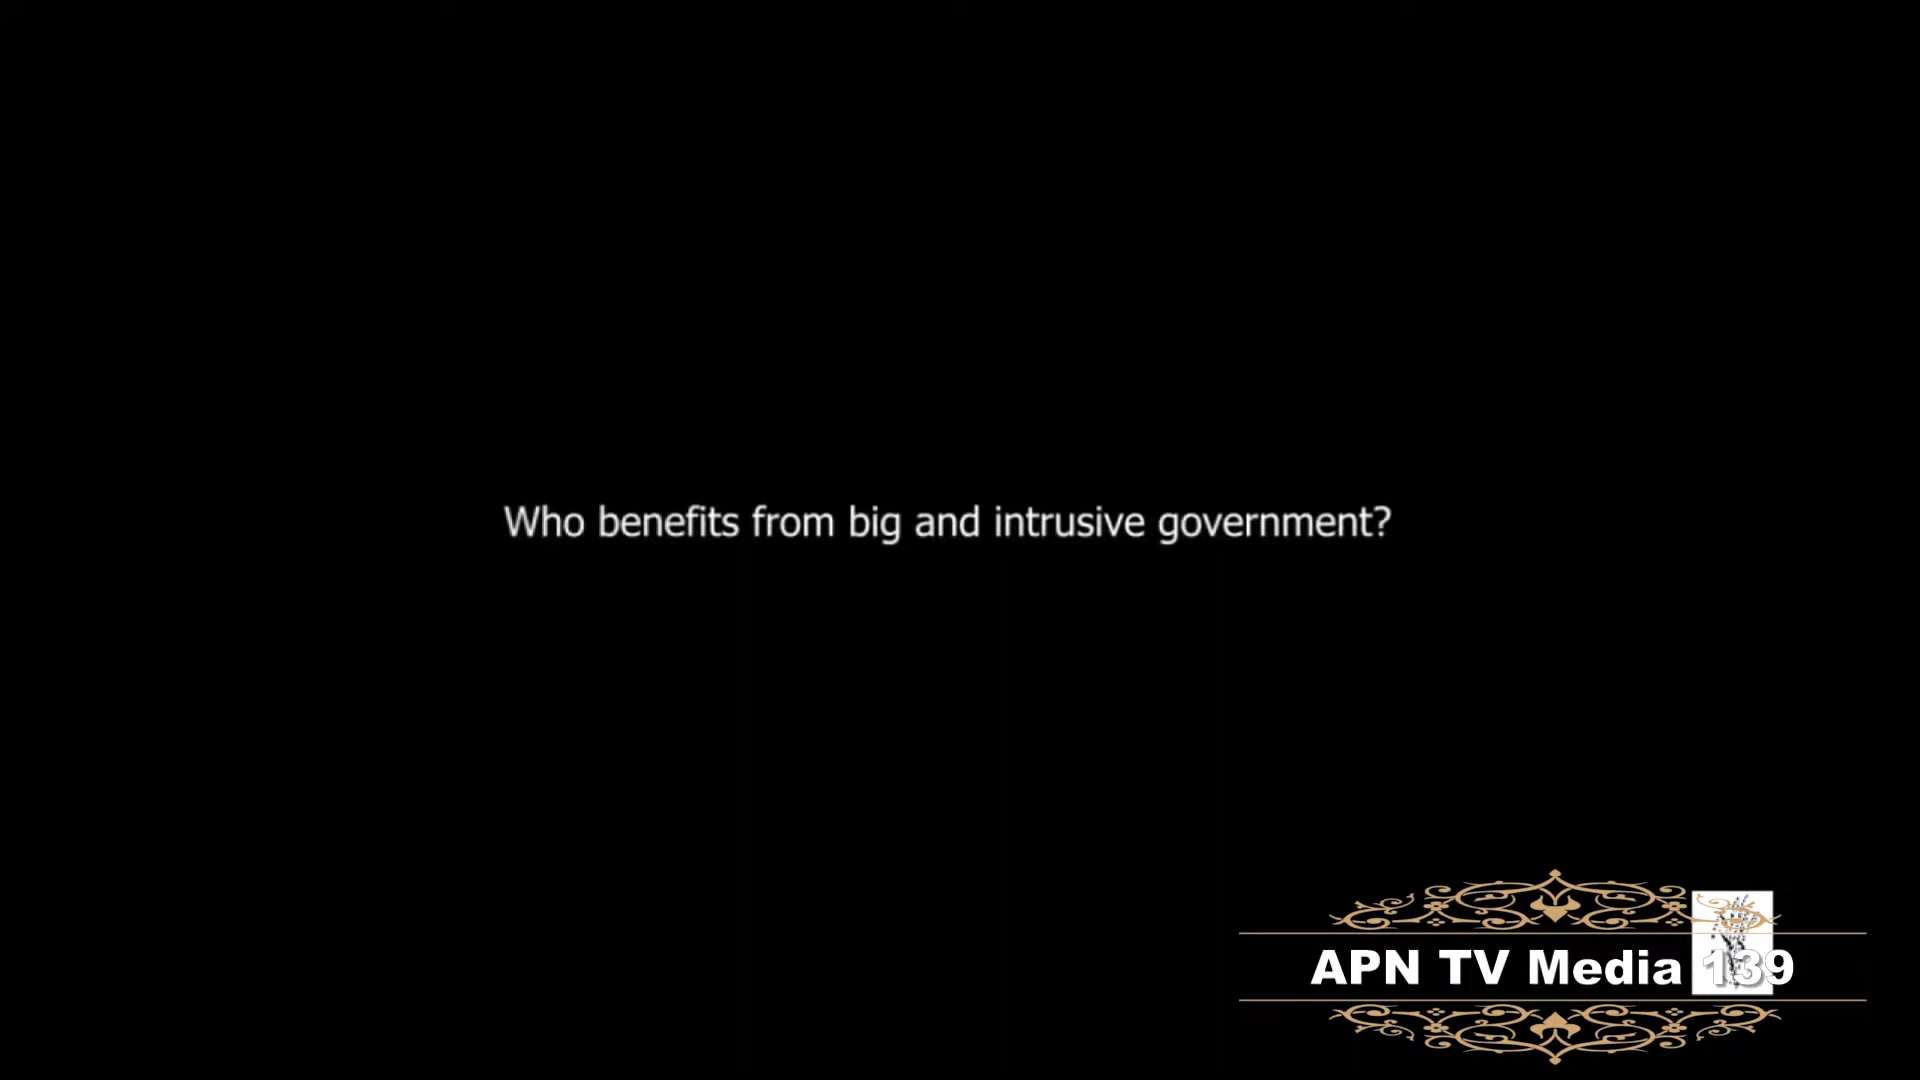 Who benefits from big and intrusive government?
APN TV Media 139